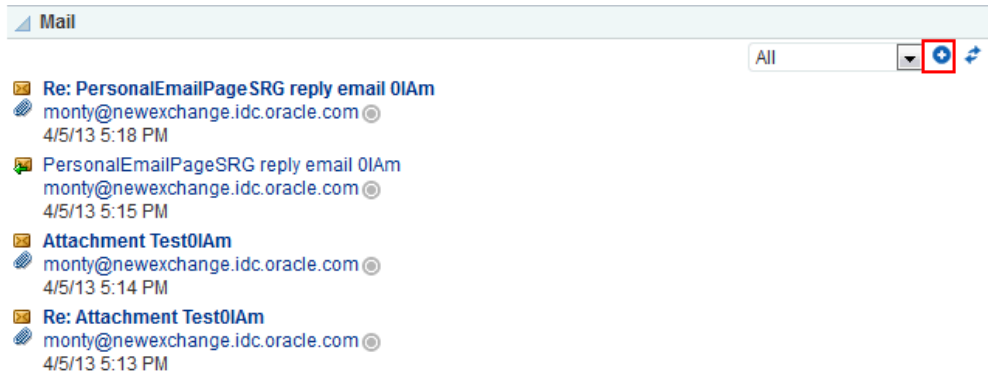 Mail
All
Re: PersonalEmailPageSRG reply email 0IAm
monty@newexchange.idc.oracle.com
4/5/13 5:18 PM
PersonalEmailPageSRG reply email 0IAm
monty@newexchange.idc.oracle.com
4/5/13 5:15 PM
Attachment Test0IAm
monty@newexchange.idc.oracle.com
4/5/13 5:14 PM
Re: Attachment Test0IAm
monty@newexchange.idc.oracle.com
4/5/13 5:13 PM